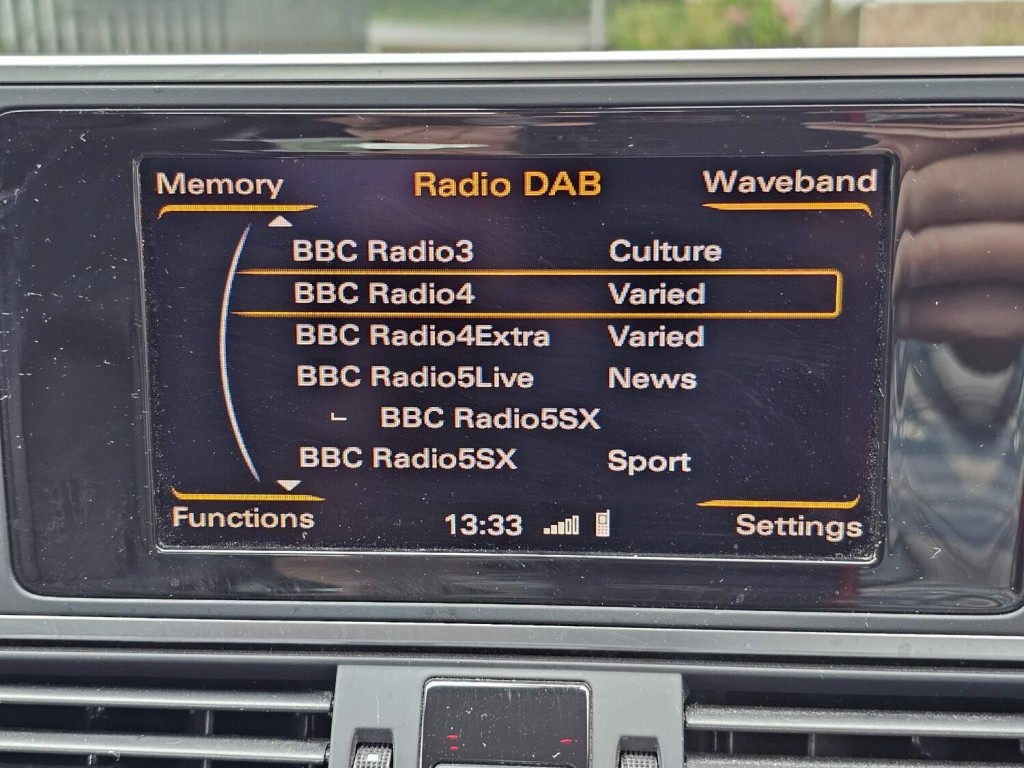 Memory Radio DAB Waveband
BBC Radio3 Culture
BBC Radio4 Varied
BBC Radio4Extra Varied
BBC Radio5Live News
BBC Radio5SX
BBC Radio5SX Sport
Functions 13:33 Settings